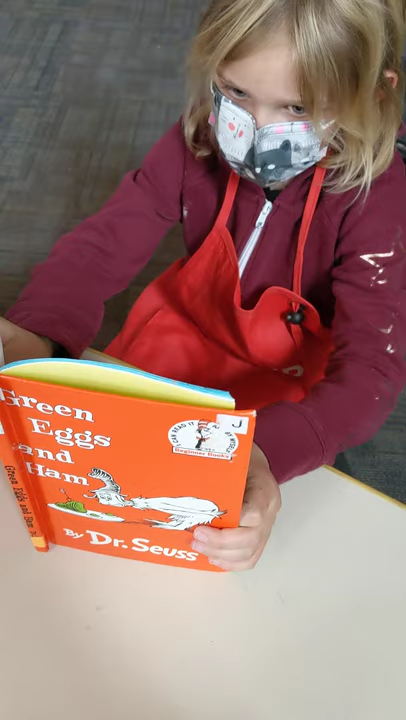 Green
Eggs
and
Ham
By Dr. Seuss
I CAN READ IT ALL BY MYSELF
Beginner Books
J
Green Eggs and Ham